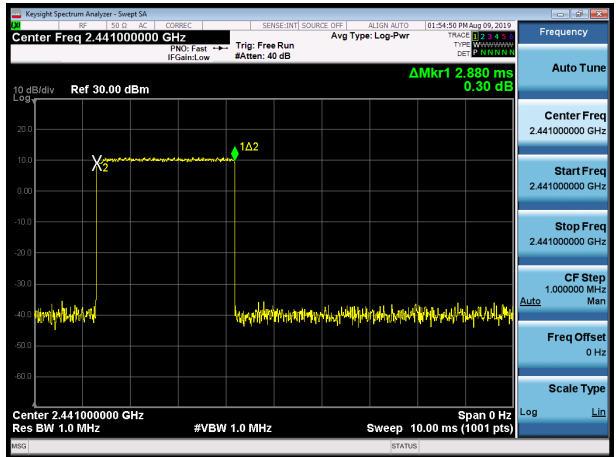 Keysight Spectrum Analyzer - Swept SA
RF 50 Ω AC CORREC SENSE:INT SOURCE OFF ALIGN AUTO 01:54:50 PM Aug 09, 2019
Center Freq 2.441000000 GHz
PNO: Fast
IFGain:Low
Trig: Free Run
#Atten: 40 dB
Avg Type: Log-Pwr
TRACE 1 2 3 4 5 6
TYPE WWWWWW
DET P N N N N N
ΔMkr1 2.880 ms
0.30 dB
10 dB/div Ref 30.00 dBm
Log
20.0
10.0
0.00
-10.0
-20.0
-30.0
-40.0
-50.0
-60.0
X2
1Δ2
Center 2.441000000 GHz Span 0 Hz
Res BW 1.0 MHz #VBW 1.0 MHz Sweep 10.00 ms (1001 pts)
MSG STATUS
Frequency
Auto Tune
Center Freq
2.441000000 GHz
Start Freq
2.441000000 GHz
Stop Freq
2.441000000 GHz
CF Step
1.000000 MHz
Auto Man
Freq Offset
0 Hz
Scale Type
Log Lin